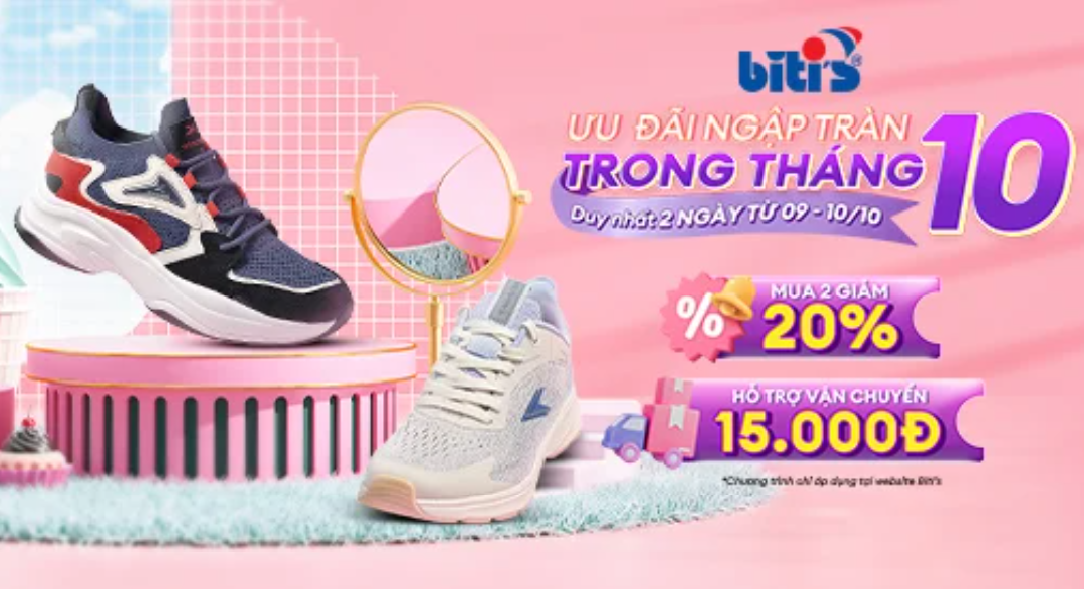 biti's®
ƯU ĐÃI NGẬP TRÀN
TRONG THÁNG 10
Duy nhất 2 NGÀY TỪ 09 - 10/10
%
MUA 2 GIẢM
20%
HỖ TRỢ VẬN CHUYỂN
15.000Đ
*Chương trình chỉ áp dụng tại website Biti's